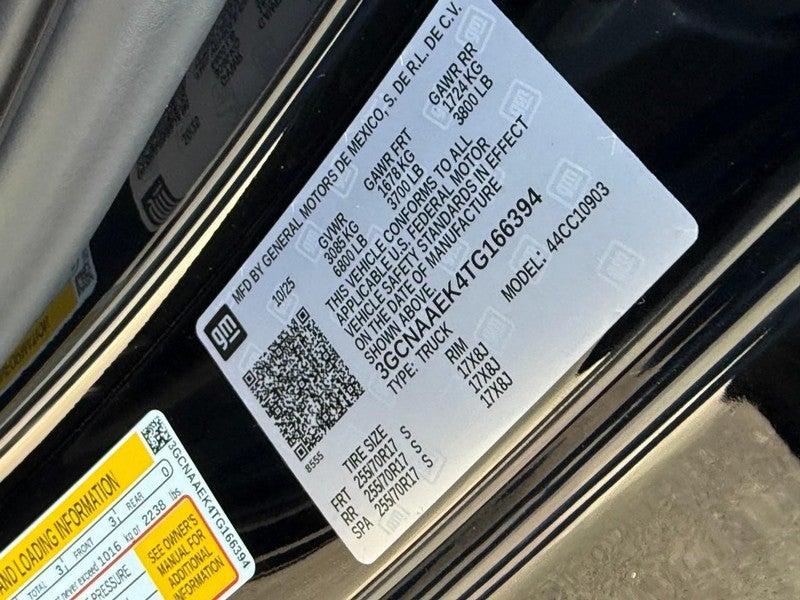 gm
MFD BY GENERAL MOTORS DE MEXICO, S. DE R.L. DE C.V.
10/25
GVWR GAWR FRT GAWR RR
3085 KG 1678 KG 1724 KG
6800 LB 3700 LB 3800 LB
THIS VEHICLE CONFORMS TO ALL
APPLICABLE U.S. FEDERAL MOTOR
VEHICLE SAFETY STANDARDS IN EFFECT
ON THE DATE OF MANUFACTURE
SHOWN ABOVE.
3GCNAAEK4TG166394
TYPE: TRUCK MODEL: 44CC10903
8555
TIRE SIZE RIM
FRT 255/70R17 S 17X8J
RR 255/70R17 S 17X8J
SPA 255/70R17 S 17X8J
3GCNAAEK4TG166394
AND LOADING INFORMATION
TOTAL 3 FRONT 3 REAR 0
never exceed 1016 kg or 2238 lbs
PRESSURE
SEE OWNER'S
MANUAL FOR
ADDITIONAL
INFORMATION